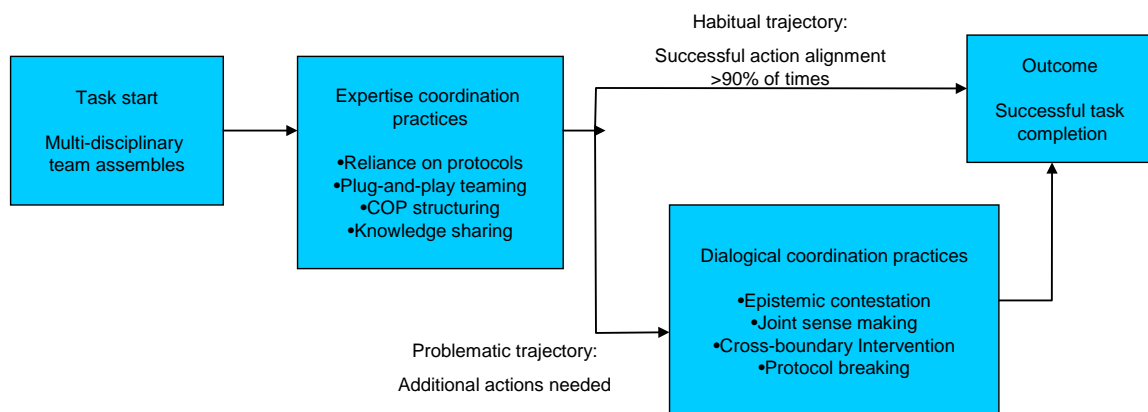 Task start
Multi-disciplinary
team assembles
Expertise coordination
practices
•Reliance on protocols
•Plug-and-play teaming
•COP structuring
•Knowledge sharing
Habitual trajectory:
Successful action alignment
>90% of times
Outcome
Successful task
completion
Problematic trajectory:
Additional actions needed
Dialogical coordination practices
•Epistemic contestation
•Joint sense making
•Cross-boundary Intervention
•Protocol breaking